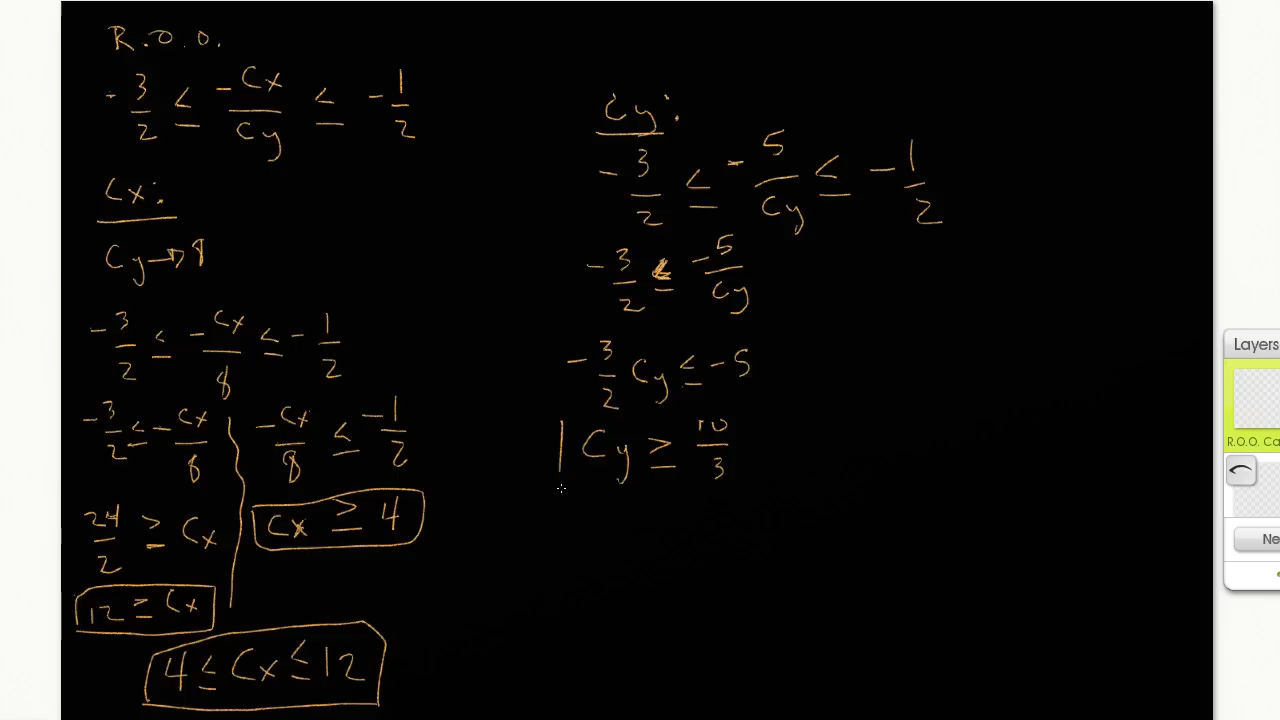 R.O.O.
-3/2 ≤ -Cx/Cy ≤ -1/2
Cx:
Cy→8
-3/2 ≤ -Cx/8 ≤ -1/2
-3/2 ≤ -Cx/8
-Cx/8 ≤ -1/2
24/2 ≥ Cx
Cx ≥ 4
12 ≥ Cx
4 ≤ Cx ≤ 12
Cy:
-3/2 ≤ -5/Cy ≤ -1/2
-3/2 ≤ -5/Cy
-3/2 Cy ≤ -5
Cy ≥ 10/3
Layers
R.O.O. Ca
Ne